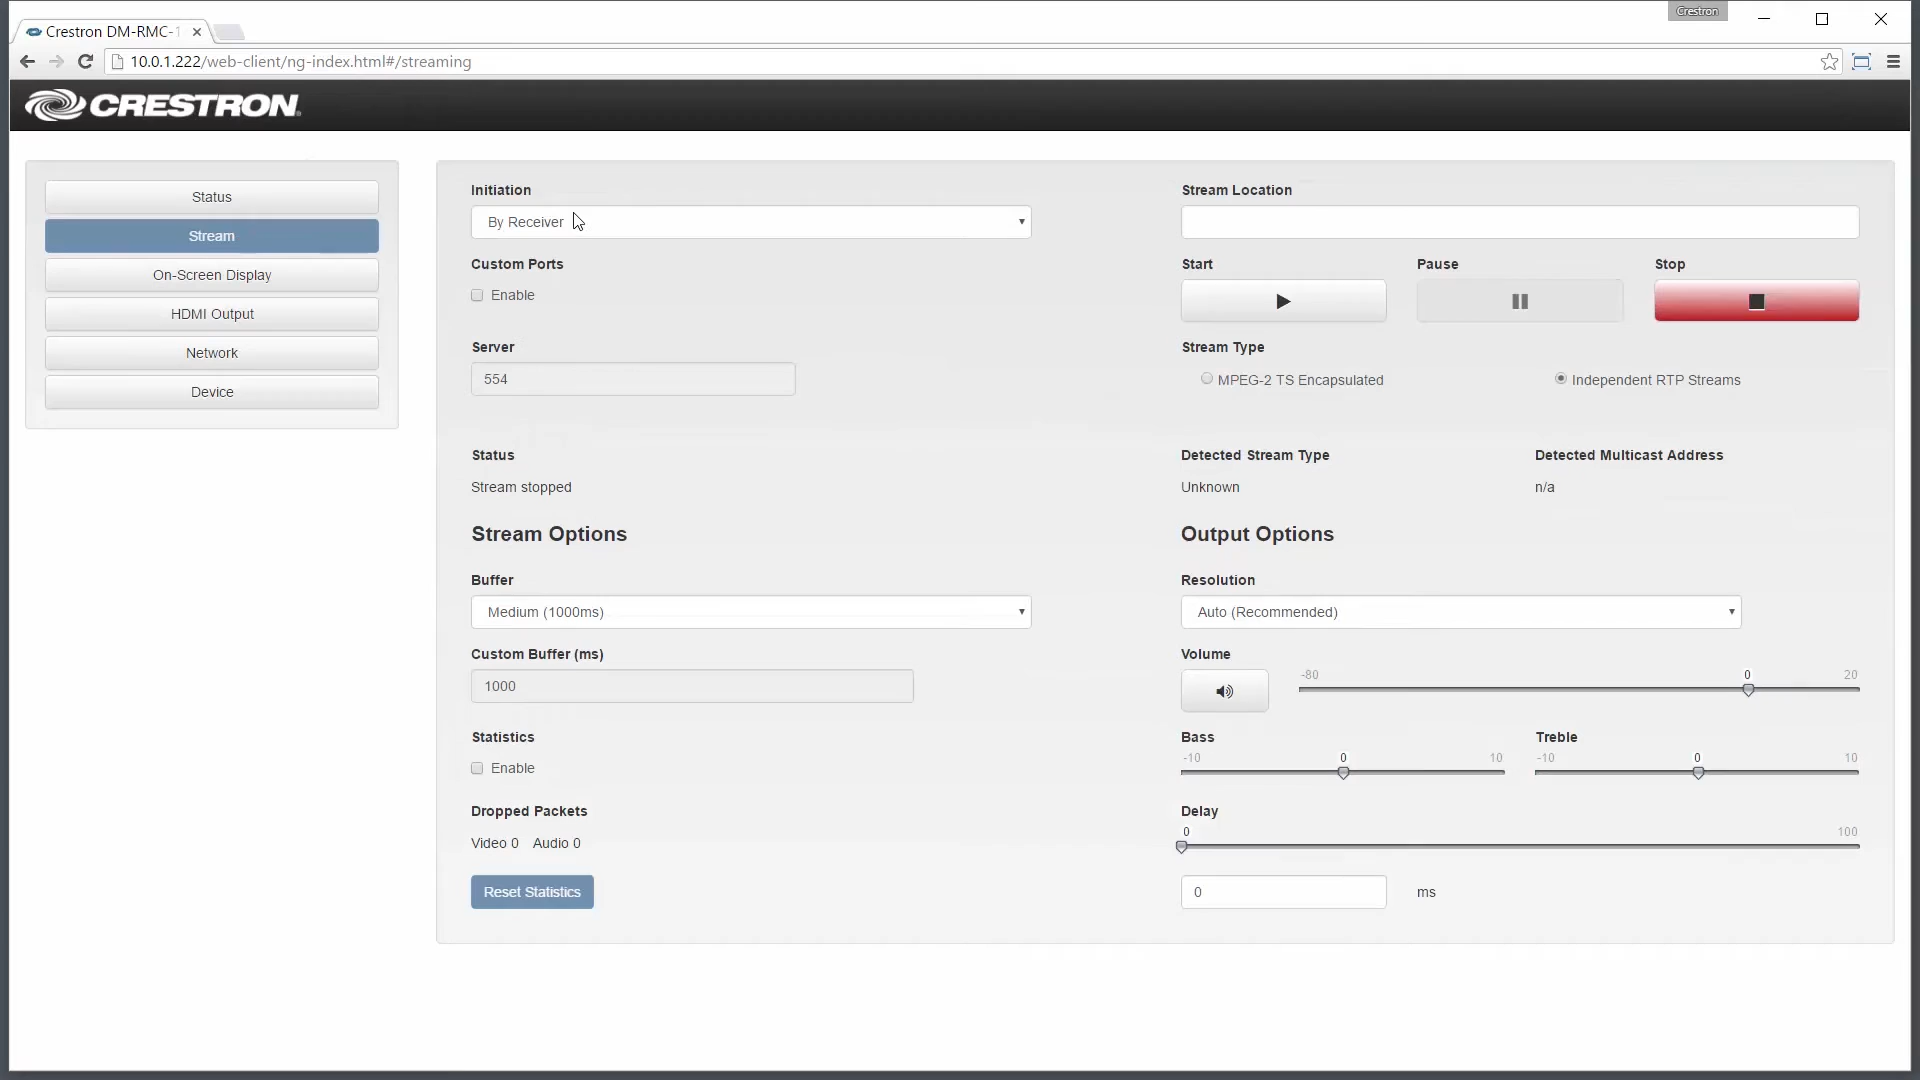 Crestron
Crestron DM-RMC-1
10.0.1.222/web-client/ng-index.html#/streaming
CRESTRON
Status
Stream
On-Screen Display
HDMI Output
Network
Device
Initiation
By Receiver
Custom Ports
Enable
Server
554
Stream Location
Start Pause Stop
Stream Type
MPEG-2 TS Encapsulated Independent RTP Streams
Status
Stream stopped
Detected Stream Type Detected Multicast Address
Unknown n/a
Stream Options
Buffer
Medium (1000ms)
Custom Buffer (ms)
1000
Statistics
Enable
Dropped Packets
Video 0 Audio 0
Reset Statistics
Output Options
Resolution
Auto (Recommended)
Volume
-80 0 20
Bass Treble
-10 0 10 -10 0 10
Delay
0 100
0 ms